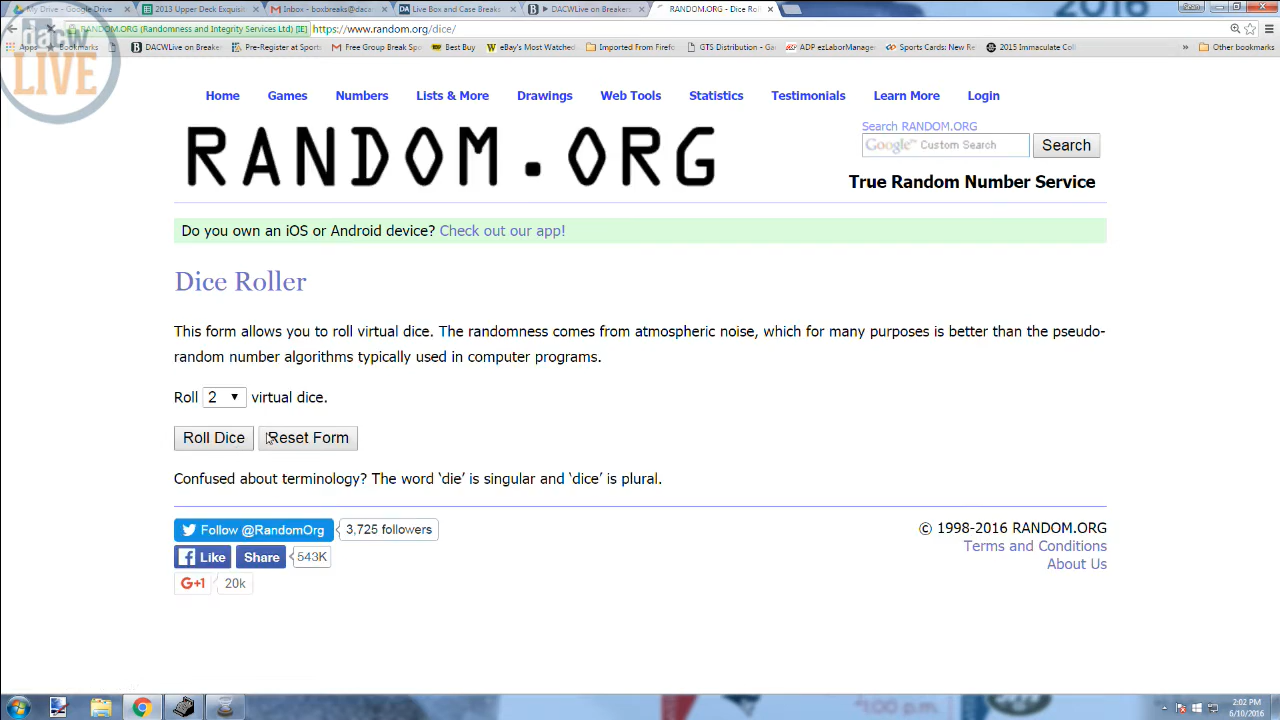 My Drive - Google Drive
2013 Upper Deck Exquisi
Inbox - boxbreaks@daca
Live Box and Case Breaks
DACWLive on Breakers
RANDOM.ORG - Dice Rol
Sean
RANDOM.ORG (Randomness and Integrity Services Ltd) [IE]
https://www.random.org/dice/
Apps
Bookmarks
DACWLive on Breake
Pre-Register at Sports
Free Group Break Spo
Best Buy
eBay's Most Watched
Imported From Firefo
GTS Distribution
ADP ezLaborManage
Sports Cards: New Re
2015 Immaculate Coll
»
Other bookmarks
dacw
LIVE
2016
Home Games Numbers Lists & More Drawings Web Tools Statistics Testimonials Learn More Login
RANDOM.ORG
Search RANDOM.ORG
Google™ Custom Search
Search
True Random Number Service
Do you own an iOS or Android device? Check out our app!
Dice Roller
This form allows you to roll virtual dice. The randomness comes from atmospheric noise, which for many purposes is better than the pseudo-
random number algorithms typically used in computer programs.
Roll 2 virtual dice.
Roll Dice Reset Form
Confused about terminology? The word ‘die’ is singular and ‘dice’ is plural.
Follow @RandomOrg 3,725 followers
Like Share 543K
G+1 20k
© 1998-2016 RANDOM.ORG
Terms and Conditions
About Us
:00 p.m.
2:02 PM
6/10/2016